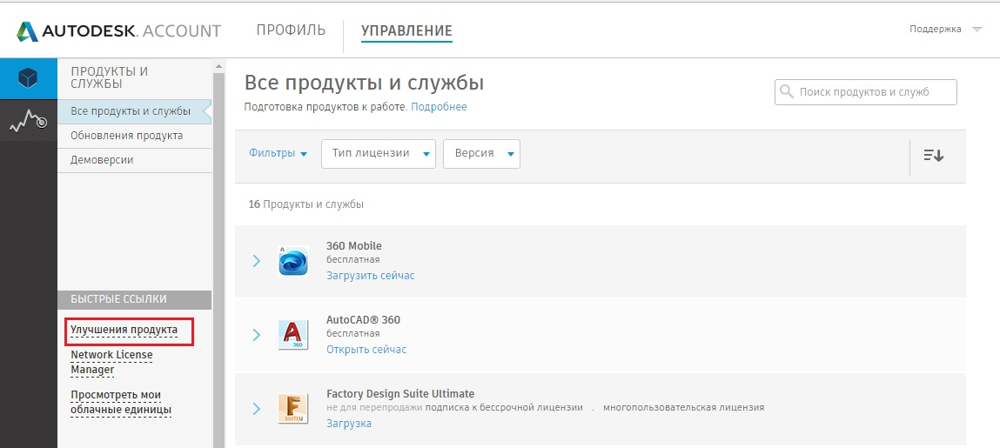 AUTODESK. ACCOUNT
ПРОФИЛЬ
УПРАВЛЕНИЕ
Поддержка
ПРОДУКТЫ И
СЛУЖБЫ
Все продукты и службы
Обновления продукта
Демоверсии
БЫСТРЫЕ ССЫЛКИ
Улучшения продукта
Network License
Manager
Просмотреть мои
облачные единицы
Все продукты и службы
Подготовка продуктов к работе. Подробнее
Поиск продуктов и служб
Фильтры
Тип лицензии
Версия
16 Продукты и службы
360 Mobile
бесплатная
Загрузить сейчас
A
360
AutoCAD® 360
бесплатная
Открыть сейчас
F
SUITE U
Factory Design Suite Ultimate
не для перепродажи подписка к бессрочной лицензии . многопользовательская лицензия
Загрузка